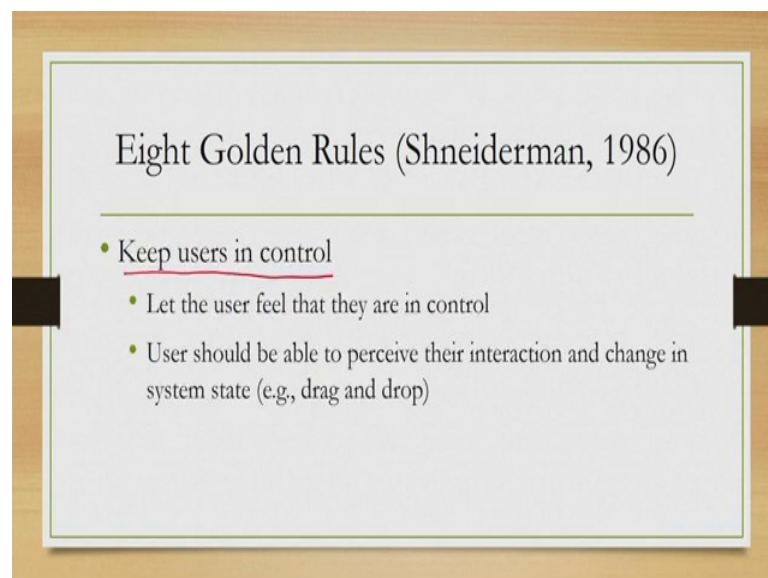 Eight Golden Rules (Shneiderman, 1986)
• Keep users in control
• Let the user feel that they are in control
• User should be able to perceive their interaction and change in
system state (e.g., drag and drop)